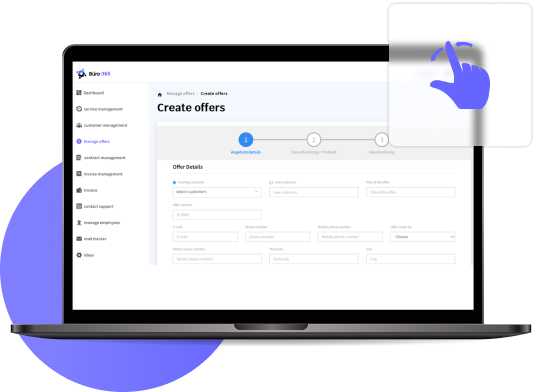 Büro 365
Dashboard
service management
customer management
Manage offers
contract management
invoice management
Invoice
contact support
manage employees
mail tracker
Ideas
Manage offers / Create offers
Create offers
1
2
3
Angebotdetails
Dienstleistung / Produkt
Beschreibung
Offer Details
existing customer
new customer
title of the offer
which customers
new customer
title of the offer
offer number
E-mail
phone number
Mobile phone number
Offer made by
E-mail
phone number
Mobile phone number
Choose
Street, house number
Postcode
City
Street, house number
Postcode
City